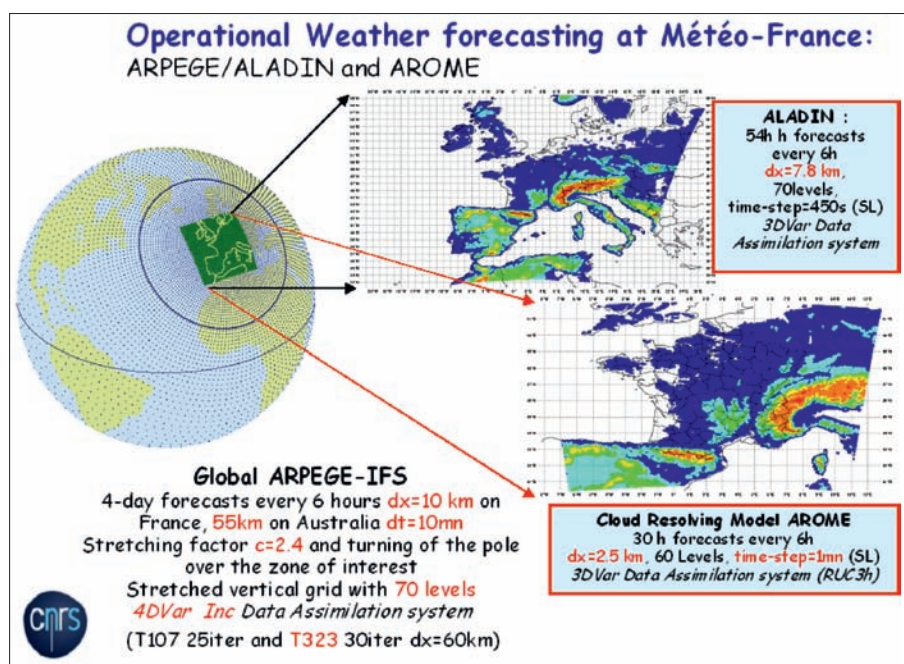 Operational Weather forecasting at Météo-France:
ARPEGE/ALADIN and AROME
ALADIN :
54h h forecasts
every 6h
dx=7.8 km,
70levels,
time-step=450s (SL)
3DVar Data
Assimilation system
Global ARPEGE-IFS
4-day forecasts every 6 hours dx=10 km on
France, 55km on Australia dt=10mn
Stretching factor c=2.4 and turning of the pole
over the zone of interest
Stretched vertical grid with 70 levels
4DVar Inc Data Assimilation system
(T107 25iter and T323 30iter dx=60km)
Cloud Resolving Model AROME
30 h forecasts every 6h
dx=2.5 km, 60 Levels, time-step=1mn (SL)
3DVar Data Assimilation system (RUC3h)
cnrs